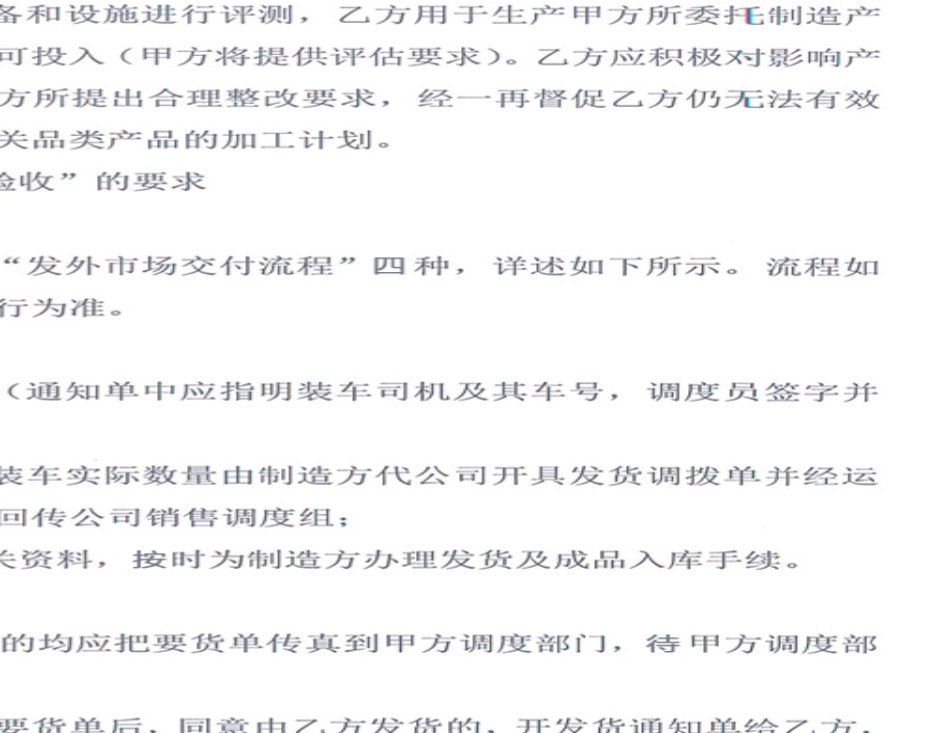 备和设施进行评测，乙方用于生产甲方所委托制造产
可投入（甲方将提供评估要求）。乙方应积极对影响产
方所提出合理整改要求，经一再督促乙方仍无法有效
关品类产品的加工计划。
验收”的要求
“发外市场交付流程”四种，详述如下所示。流程如
行为准。
（通知单中应指明装车司机及其车号，调度员签字并
装车实际数量由制造方代公司开具发货调拨单并经运
回传公司销售调度组；
关资料，按时为制造方办理发货及成品入库手续。
的均应把要货单传真到甲方调度部门，待甲方调度部
要货单后，同意由乙方发货的，开发货通知单给乙方，